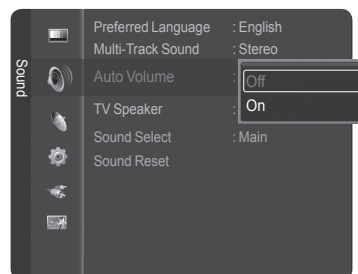 Sound
Preferred Language : English
Multi-Track Sound : Stereo
Auto Volume : Off
On
TV Speaker :
Sound Select : Main
Sound Reset